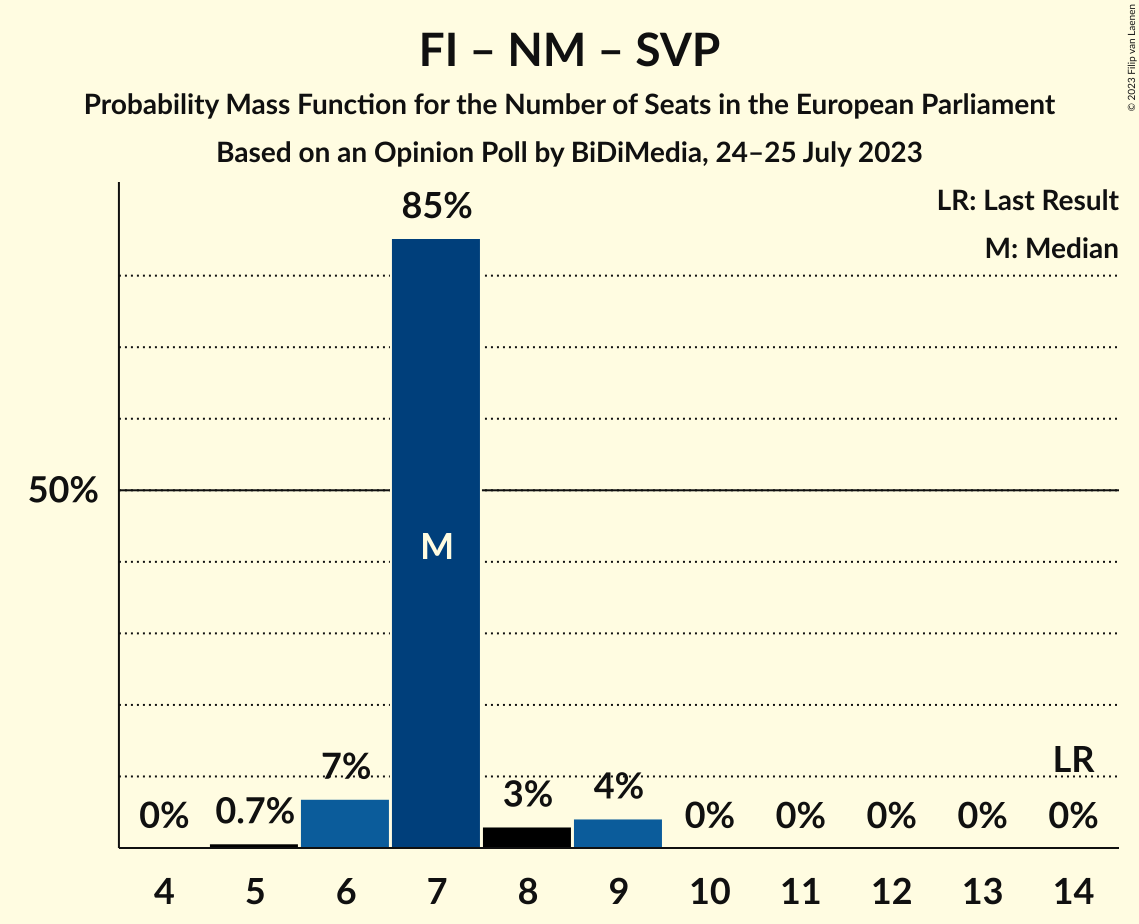 FI – NM – SVP
Probability Mass Function for the Number of Seats in the European Parliament
Based on an Opinion Poll by BiDiMedia, 24–25 July 2023
© 2023 Filip van Laenen
LR: Last Result
M: Median
85%
50%
M
7%
LR
0%
0.7%
3%
4%
0%
0%
0%
0%
0%
4
5
6
7
8
9
10
11
12
13
14